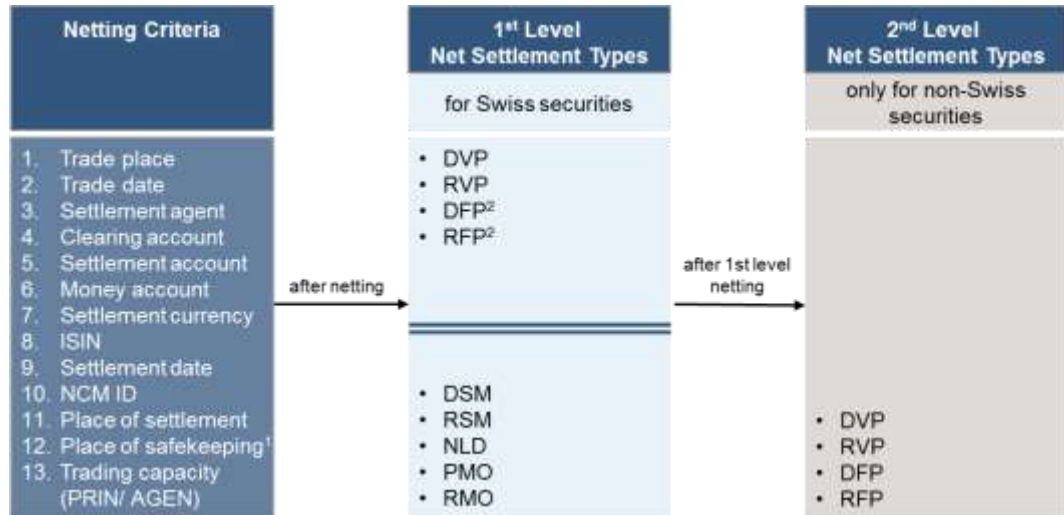 Netting Criteria
1. Trade place
2. Trade date
3. Settlement agent
4. Clearing account
5. Settlement account
6. Money account
7. Settlement currency
8. ISIN
9. Settlement date
10. NCM ID
11. Place of settlement
12. Place of safekeeping¹
13. Trading capacity
(PRIN/ AGEN)
after netting
1st Level
Net Settlement Types
for Swiss securities
• DVP
• RVP
• DFP²
• RFP²
• DSM
• RSM
• NLD
• PMO
• RMO
after 1st level
netting
2nd Level
Net Settlement Types
only for non-Swiss
securities
• DVP
• RVP
• DFP
• RFP